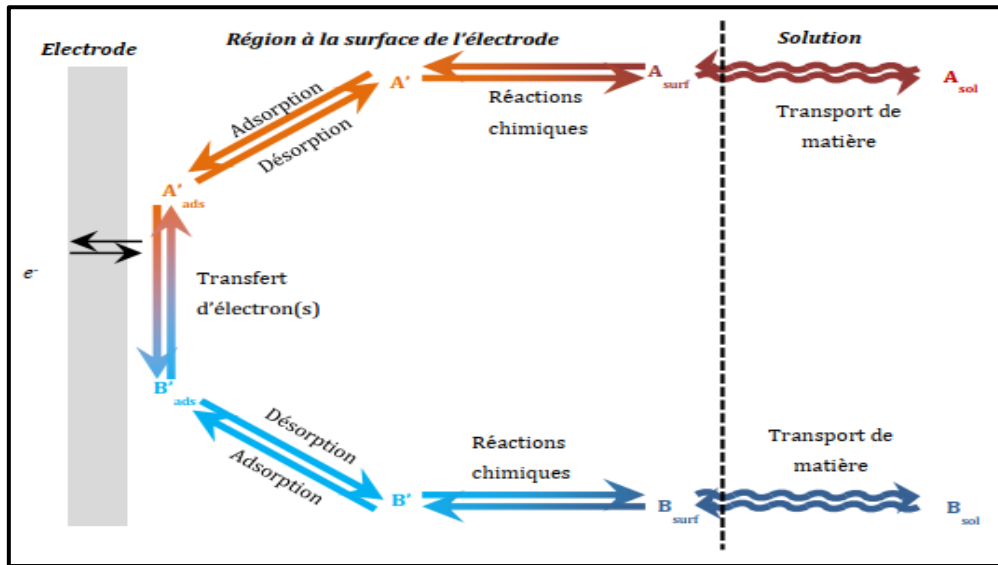 Electrode
Région à la surface de l'électrode
Solution
A'
A surf
A sol
Adsorption
Désorption
Réactions
chimiques
Transport de
matière
A' ads
e-
Transfert
d'électron(s)
B' ads
Désorption
Adsorption
Réactions
chimiques
Transport de
matière
B'
B surf
B sol